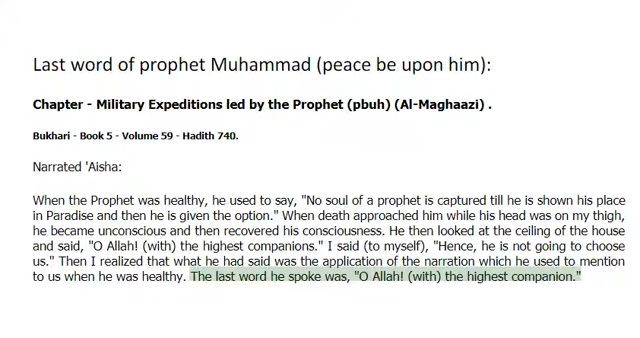 Last word of prophet Muhammad (peace be upon him):
Chapter - Military Expeditions led by the Prophet (pbuh) (Al-Maghaazi) .
Bukhari - Book 5 - Volume 59 - Hadith 740.
Narrated 'Aisha:
When the Prophet was healthy, he used to say, "No soul of a prophet is captured till he is shown his place
in Paradise and then he is given the option." When death approached him while his head was on my thigh,
he became unconscious and then recovered his consciousness. He then looked at the ceiling of the house
and said, "O Allah! (with) the highest companions." I said (to myself), "Hence, he is not going to choose
us." Then I realized that what he had said was the application of the narration which he used to mention
to us when he was healthy. The last word he spoke was, "O Allah! (with) the highest companion."